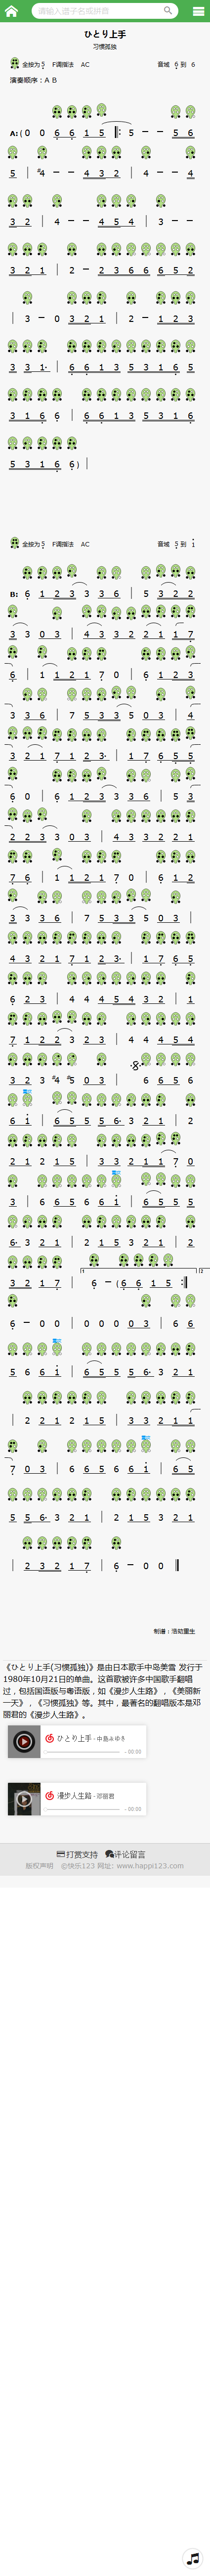 请输入谱子名或拼音
ひとり上手
习惯孤独
全按为5 F调指法 AC 音域 6 到 6
演奏顺序：A B
A: ( 0 0 6 6 1 5 5 － － 5 6
5 #4 － － 4 3 2 4 － － 4
3 2 4 － － 4 5 4 3 － －
3 2 1 2 － 2 3 6 6 6 5 2
3 － 0 3 2 1 2 － 1 2 3
3 3 1· 6 6 1 3 5 3 1 6 5
3 1 6 6 6 6 1 3 5 3 1 6
5 3 1 6 6 )
全按为5 F调指法 AC 音域 5 到 1
B: 6 1 2 3 3 3 6 5 3 2 2
3 3 0 3 4 3 3 2 2 1 1 7
6 1 1 2 1 7 0 6 1 2 3
3 3 6 7 5 3 3 5 0 3 4
3 2 1 7 1 2 3· 1 7 6 5 5
6 0 6 1 2 3 3 3 6 5 3
2 2 3 3 0 3 4 3 3 2 2 1
7 6 1 1 2 1 7 0 6 1 2
3 3 3 6 7 5 3 3 5 0 3
4 3 2 1 7 1 2 3· 1 7 6 5
6 2 3 4 4 4 5 4 3 2 1
7 1 2 2 3 2 3 4 4 4 5 4
3 2 3 #4 #5 0 3 6 6 5 6
6 1 6 5 5 5 6· 3 2 1 2
2 1 2 1 5 3 3 2 1 1 7 0
3 6 6 5 6 6 1 6 5 5 5
6· 3 2 1 2 1 5 3 2 1 2
3 2 1 7 6 － ( 6 6 1 5 :
6 － 0 0 0 0 0 0 3 6 6
5 6 6 1 6 5 5 5 6· 3 2 1
2 2 1 2 1 5 3 3 2 1 1
7 0 3 6 6 5 6 6 1 6 5
5 5 6· 3 2 1 2 1 5 3 2 1
2 3 2 1 7 6 － 0 0
制谱：浩劫重生
《ひとり上手(习惯孤独)》是由日本歌手中岛美雪 发行于
1980年10月21日的单曲。这首歌被许多中国歌手翻唱
过，包括国语版与粤语版，如《漫步人生路》，《美丽新
一天》，《习惯孤独》等。其中，最著名的翻唱版本是邓
丽君的《漫步人生路》。
ひとり上手 - 中島みゆき
- 00:00
漫步人生路 - 邓丽君
- 00:00
打赏支持 评论留言
版权声明 @快乐123 网址: www.happi123.com